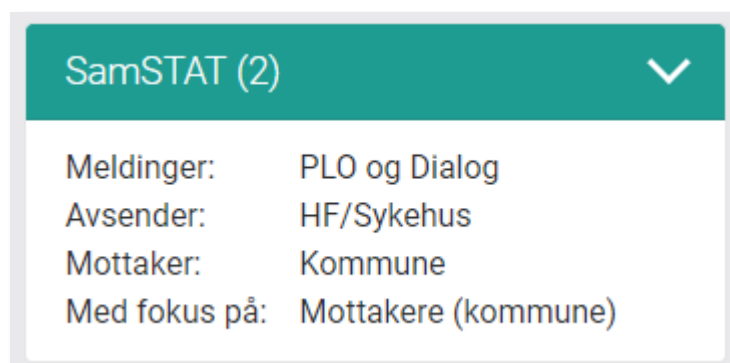 SamSTAT (2)
Meldinger: PLO og Dialog
Avsender: HF/Sykehus
Mottaker: Kommune
Med fokus på: Mottakere (kommune)